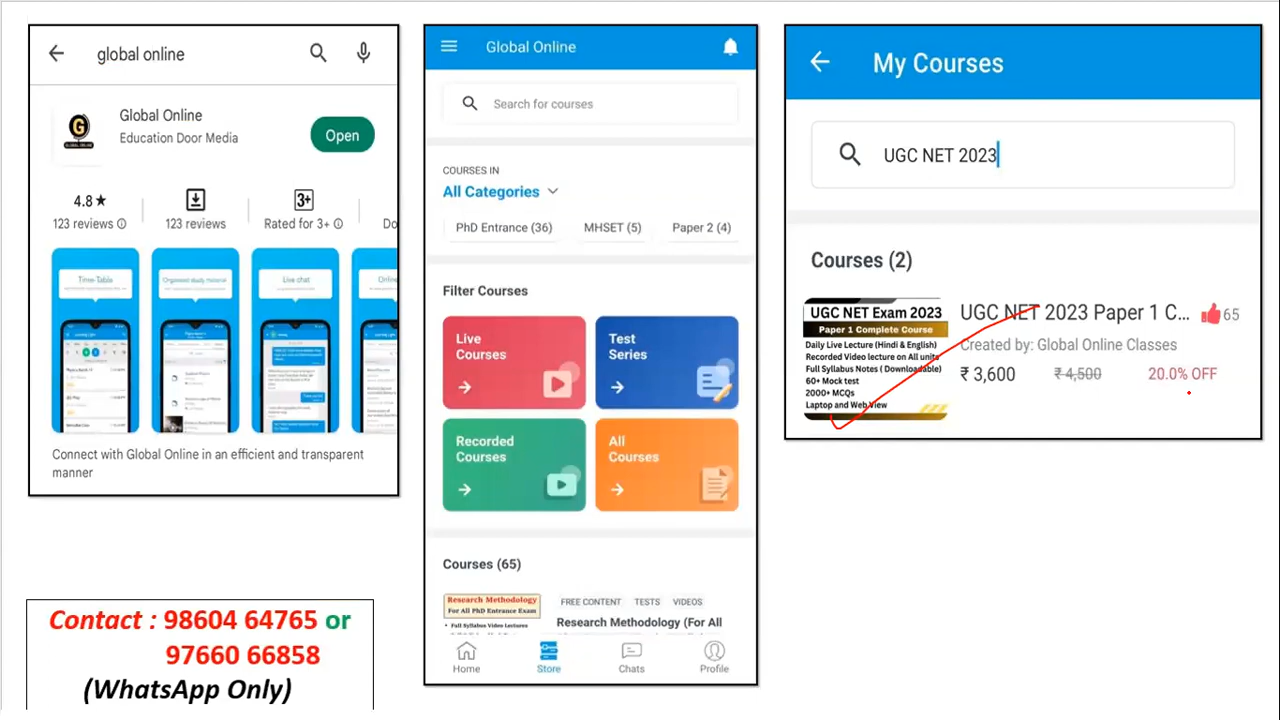 global online
Global Online
Education Door Media
Open
4.8★
123 reviews
123 reviews
3+
Rated for 3+
Do
Time-Table
Live chat
Online
Connect with Global Online in an efficient and transparent
manner
Contact : 98604 64765 or
97660 66858
(WhatsApp Only)
Global Online
Search for courses
COURSES IN
All Categories
PhD Entrance (36) MHSET (5) Paper 2 (4)
Filter Courses
Live
Courses
Test
Series
Recorded
Courses
All
Courses
Courses (65)
Research Methodology
For All PhD Entrance Exam
• Full Syllabus Video Lectures
FREE CONTENT TESTS VIDEOS
Research Methodology (For All
Home Store Chats Profile
My Courses
UGC NET 2023
Courses (2)
UGC NET Exam 2023
Paper 1 Complete Course
Daily Live Lecture (Hindi & English)
Recorded Video lecture on All units
Full Syllabus Notes ( Downloadable)
60+ Mock test
2000+ MCQs
Laptop and Web View
UGC NET 2023 Paper 1 C... 65
Created by: Global Online Classes
₹ 3,600 ₹ 4,500 20.0% OFF